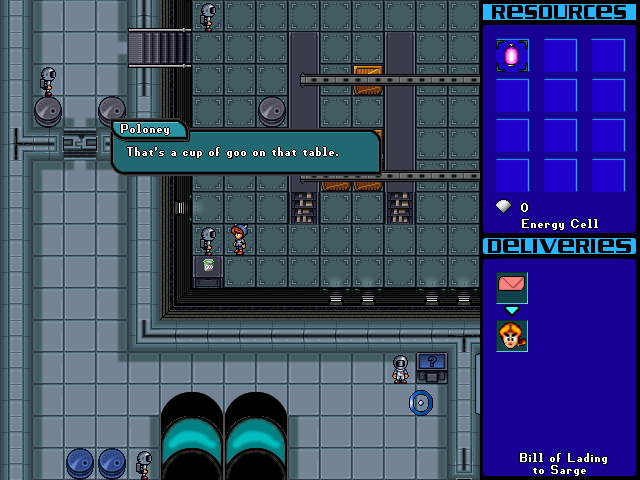 RESOURCES
Poloney
That's a cup of goo on that table.
0
Energy Cell
DELIVERIES
?
Bill of Lading
to Sarge